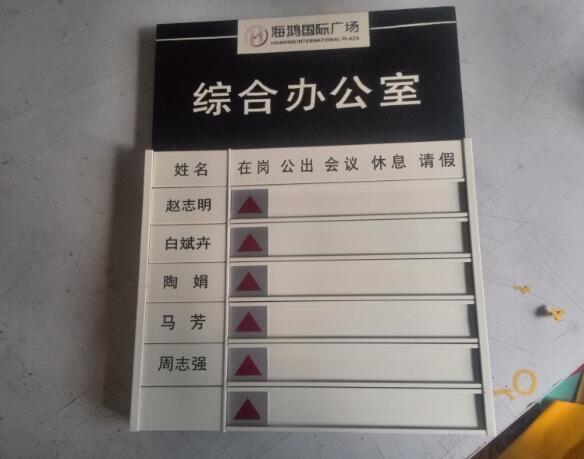 海鸿国际广场
HAIHONG INTERNATIONAL PLAZA
综合办公室
姓名 在岗 公出 会议 休息 请假
赵志明
白斌卉
陶娟
马芳
周志强